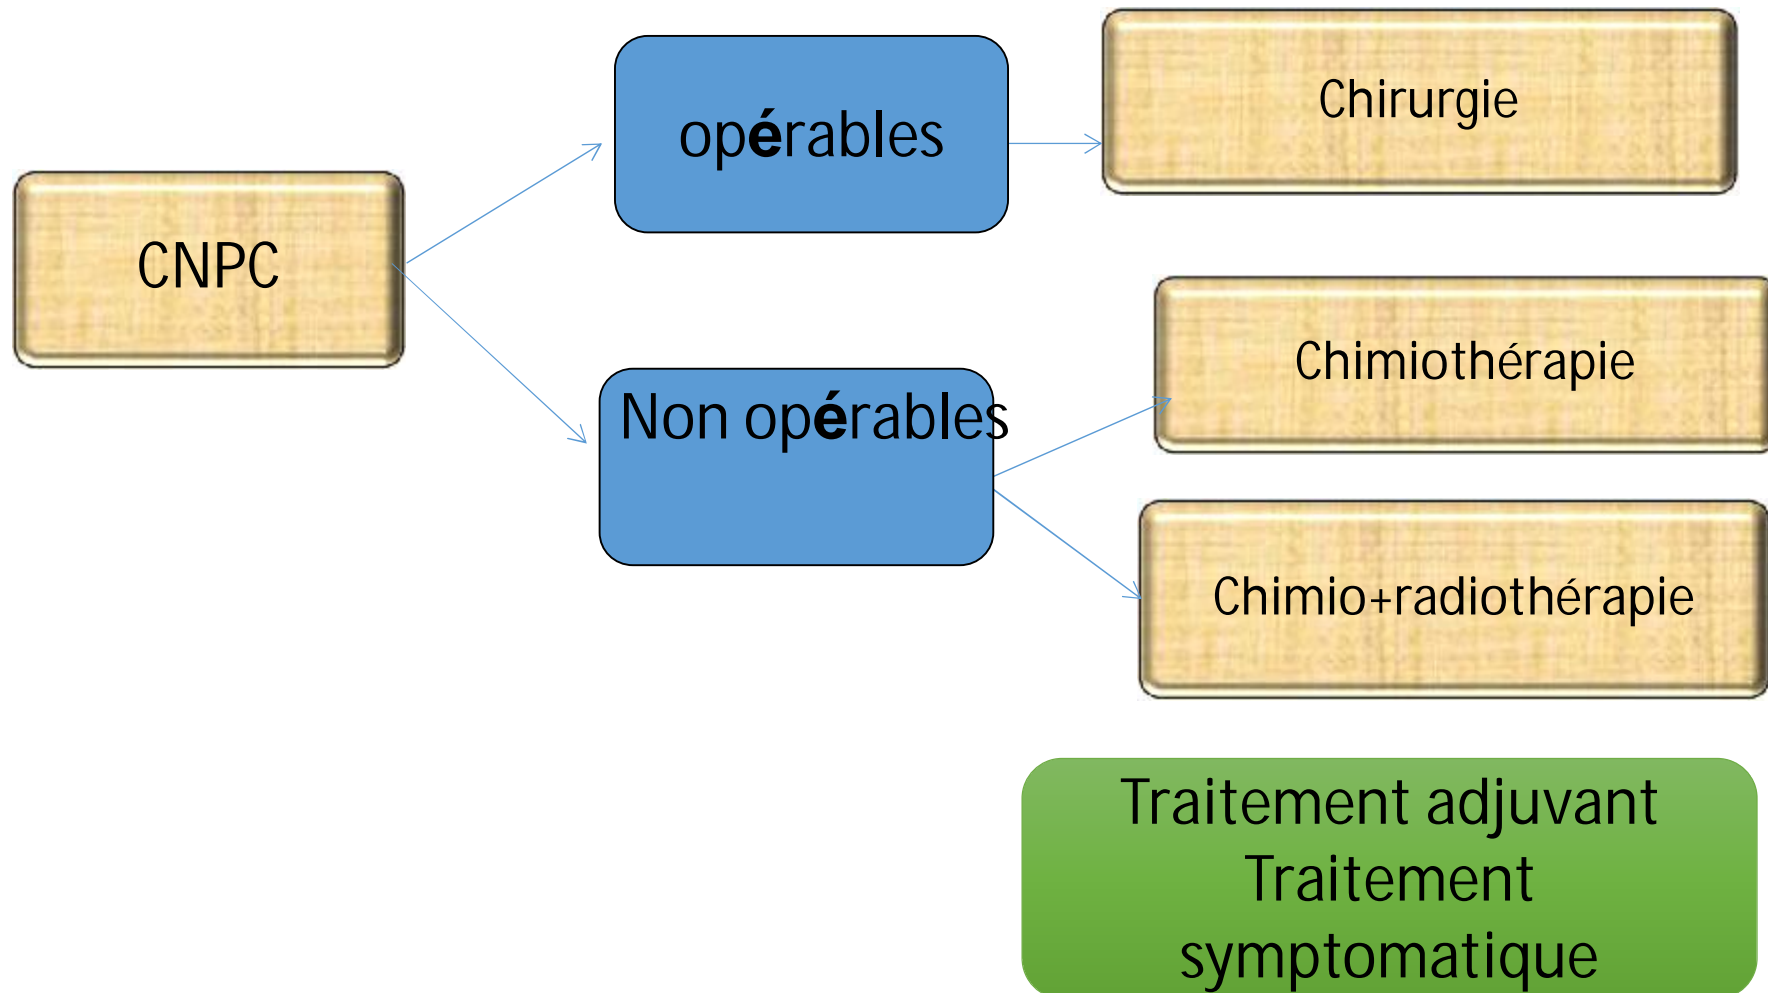 CNPC
opérables
Chirurgie
Non opérables
Chimiothérapie
Chimio+radiothérapie
Traitement adjuvant
Traitement
symptomatique